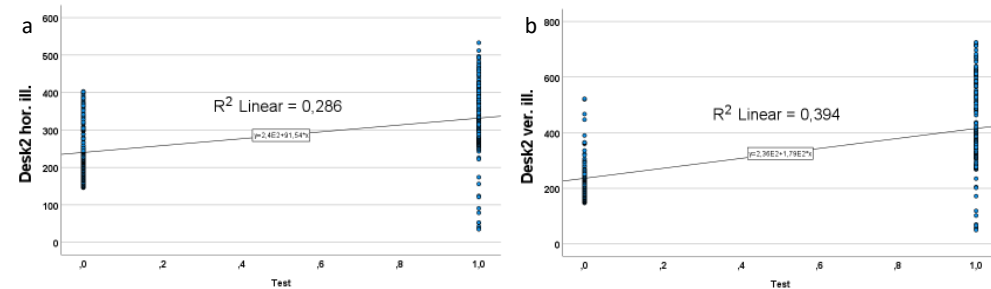 a
600
500
400
300
200
100
0
Desk2 hor. ill.
R2 Linear = 0,286
y=2,4E2+91,54*x
,0 ,2 ,4 ,6 ,8 1,0
Test
b
800
600
400
200
0
Desk2 ver. ill.
R2 Linear = 0,394
y=2,36E2+1,79E2*x
,0 ,2 ,4 ,6 ,8 1,0
Test